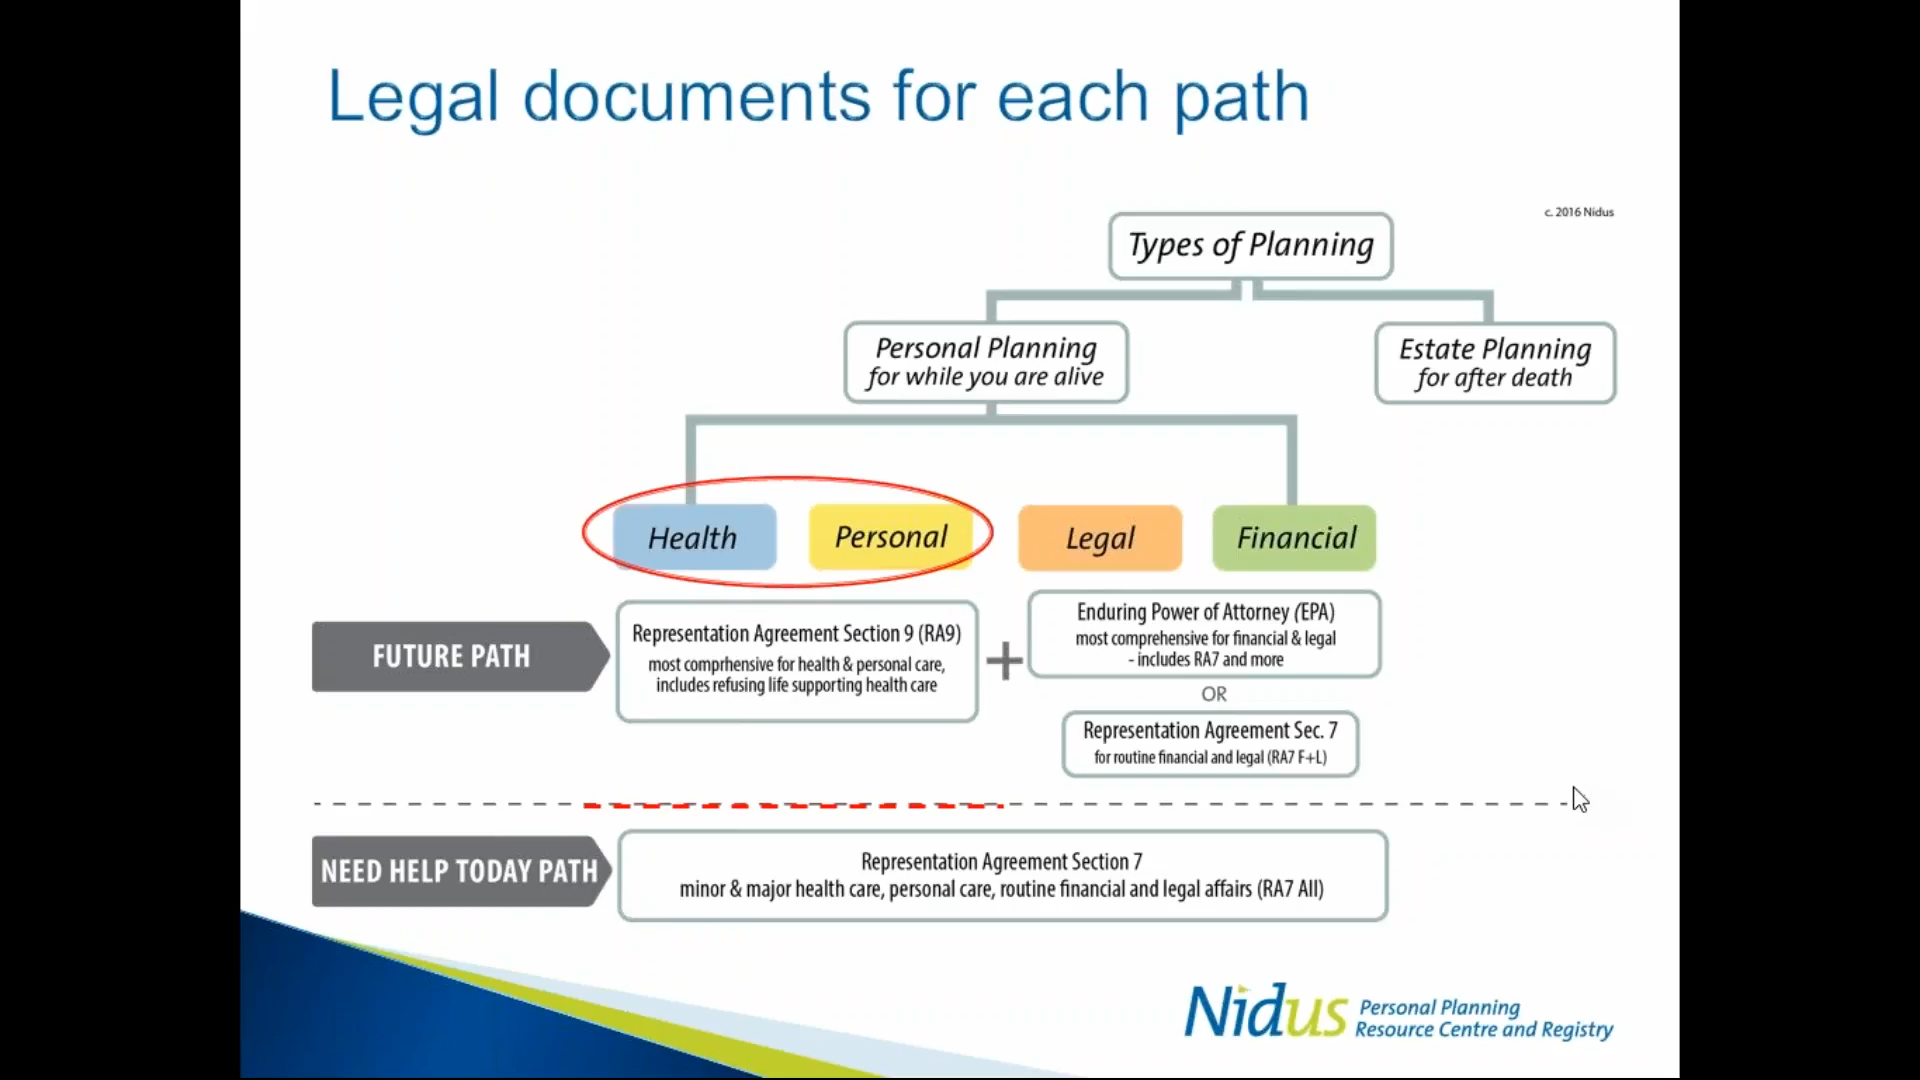 Legal documents for each path
c. 2016 Nidus
Types of Planning
Personal Planning
for while you are alive
Estate Planning
for after death
Health
Personal
Legal
Financial
FUTURE PATH
Representation Agreement Section 9 (RA9)
most comprhensive for health & personal care,
includes refusing life supporting health care
+
Enduring Power of Attorney (EPA)
most comprehensive for financial & legal
- includes RA7 and more
OR
Representation Agreement Sec. 7
for routine financial and legal (RA7 F+L)
NEED HELP TODAY PATH
Representation Agreement Section 7
minor & major health care, personal care, routine financial and legal affairs (RA7 All)
Nidus
Personal Planning
Resource Centre and Registry